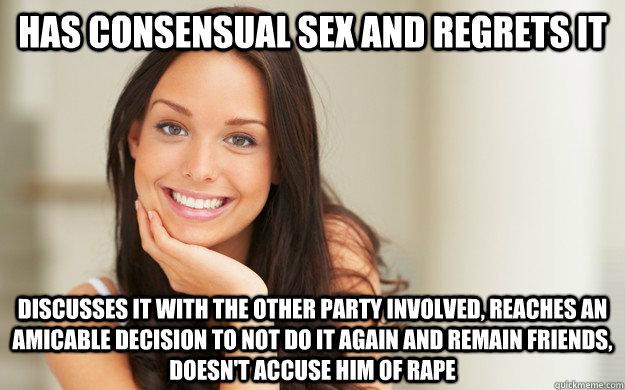 HAS CONSENSUAL SEX AND REGRETS IT
DISCUSSES IT WITH THE OTHER PARTY INVOLVED, REACHES AN
AMICABLE DECISION TO NOT DO IT AGAIN AND REMAIN FRIENDS,
DOESN'T ACCUSE HIM OF RAPE
quickmeme.com